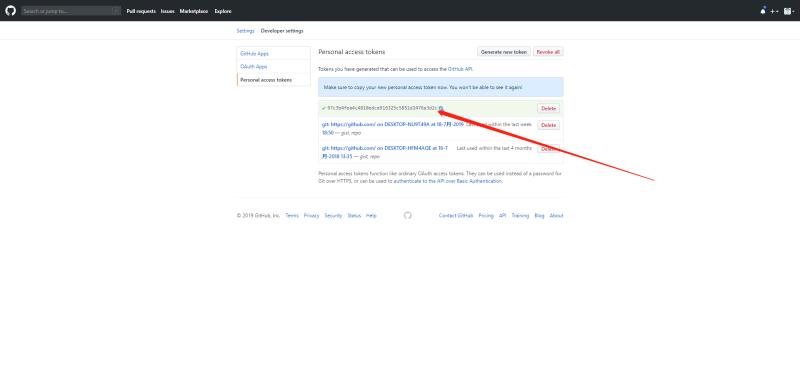 Search or jump to... / Pull requests Issues Marketplace Explore
Settings Developer settings
GitHub Apps
OAuth Apps
Personal access tokens
Personal access tokens Generate new token Revoke all
Tokens you have generated that can be used to access the GitHub API.
Make sure to copy your new personal access token now. You won't be able to see it again!
Delete
git: https://github.com/ on DESKTOP-NU9T49A at 18-7月-2019 Last used within the last week Delete
18:50 — gist, repo
git: https://github.com/ on DESKTOP-HFM4AQE at 16-7 Last used within the last 4 months Delete
月-2018 13:35 — gist, repo
Personal access tokens function like ordinary OAuth access tokens. They can be used instead of a password for
Git over HTTPS, or can be used to authenticate to the API over Basic Authentication.
© 2019 GitHub, Inc. Terms Privacy Security Status Help Contact GitHub Pricing API Training Blog About